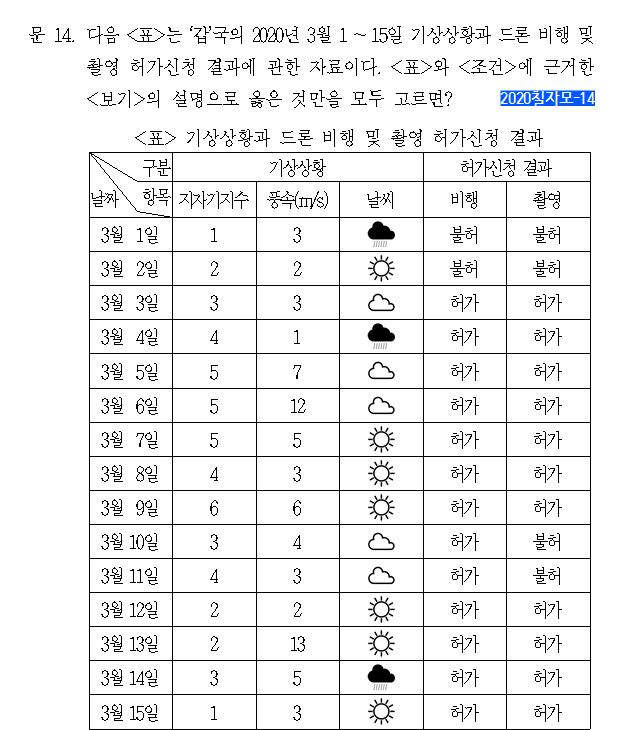 문 14. 다음 <표>는 ‘갑’국의 2020년 3월 1 ~ 15일 기상상황과 드론 비행 및
촬영 허가신청 결과에 관한 자료이다. <표>와 <조건>에 근거한
<보기>의 설명으로 옳은 것만을 모두 고르면? 2020침자모-14
<표> 기상상황과 드론 비행 및 촬영 허가신청 결과
구분 기상상황 허가신청 결과
날짜 항목 지자기지수 풍속(m/s) 날씨 비행 촬영
3월 1일 1 3 불허 불허
3월 2일 2 2 불허 불허
3월 3일 3 3 허가 허가
3월 4일 4 1 허가 허가
3월 5일 5 7 허가 허가
3월 6일 5 12 허가 허가
3월 7일 5 5 허가 허가
3월 8일 4 3 허가 허가
3월 9일 6 6 허가 허가
3월 10일 3 4 허가 불허
3월 11일 4 3 허가 불허
3월 12일 2 2 허가 허가
3월 13일 2 13 허가 허가
3월 14일 3 5 허가 허가
3월 15일 1 3 허가 허가